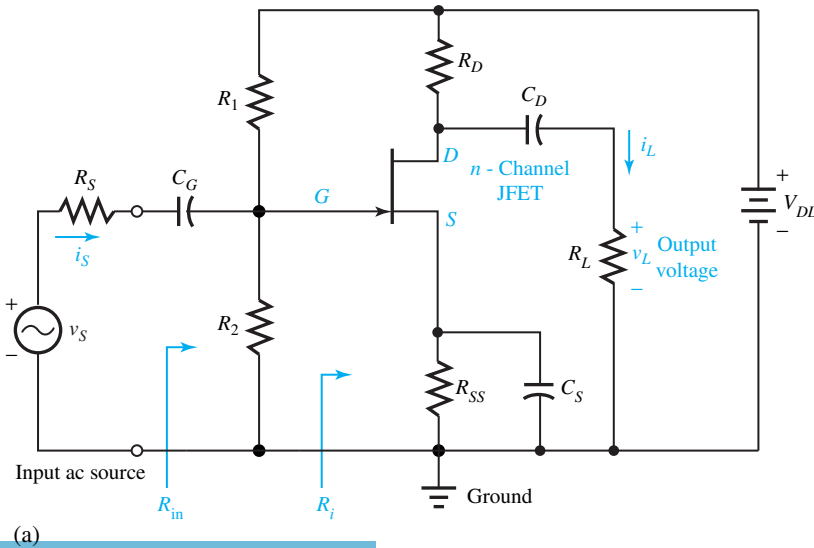 R_D
R_1
C_D
D
i_L
n - Channel
JFET
+
V_DD
−
R_S
C_G
G
S
i_S
+
R_L
v_L
Output
voltage
−
+
v_S
−
R_2
R_SS
C_S
Input ac source
R_in
R_i
Ground
(a)